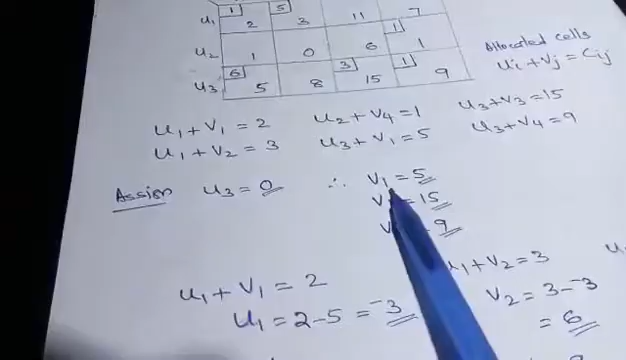 u₁ 1 2 5 3 11 7
u₂ 1 0 6 1 1
u₃ 6 5 8 3 15 1 9
Allocated cells
uᵢ + vⱼ = Cᵢⱼ
u₁ + v₁ = 2 u₂ + v₄ = 1 u₃ + v₃ = 15
u₁ + v₂ = 3 u₃ + v₁ = 5 u₃ + v₄ = 9
Assign u₃ = 0 ∴ v₁ = 5
v = 15
v 9
u₁ + v₁ = 2 u₁ + v₂ = 3
u₁ = 2 - 5 = ⁻3 v₂ = 3 - ⁻3
= 6